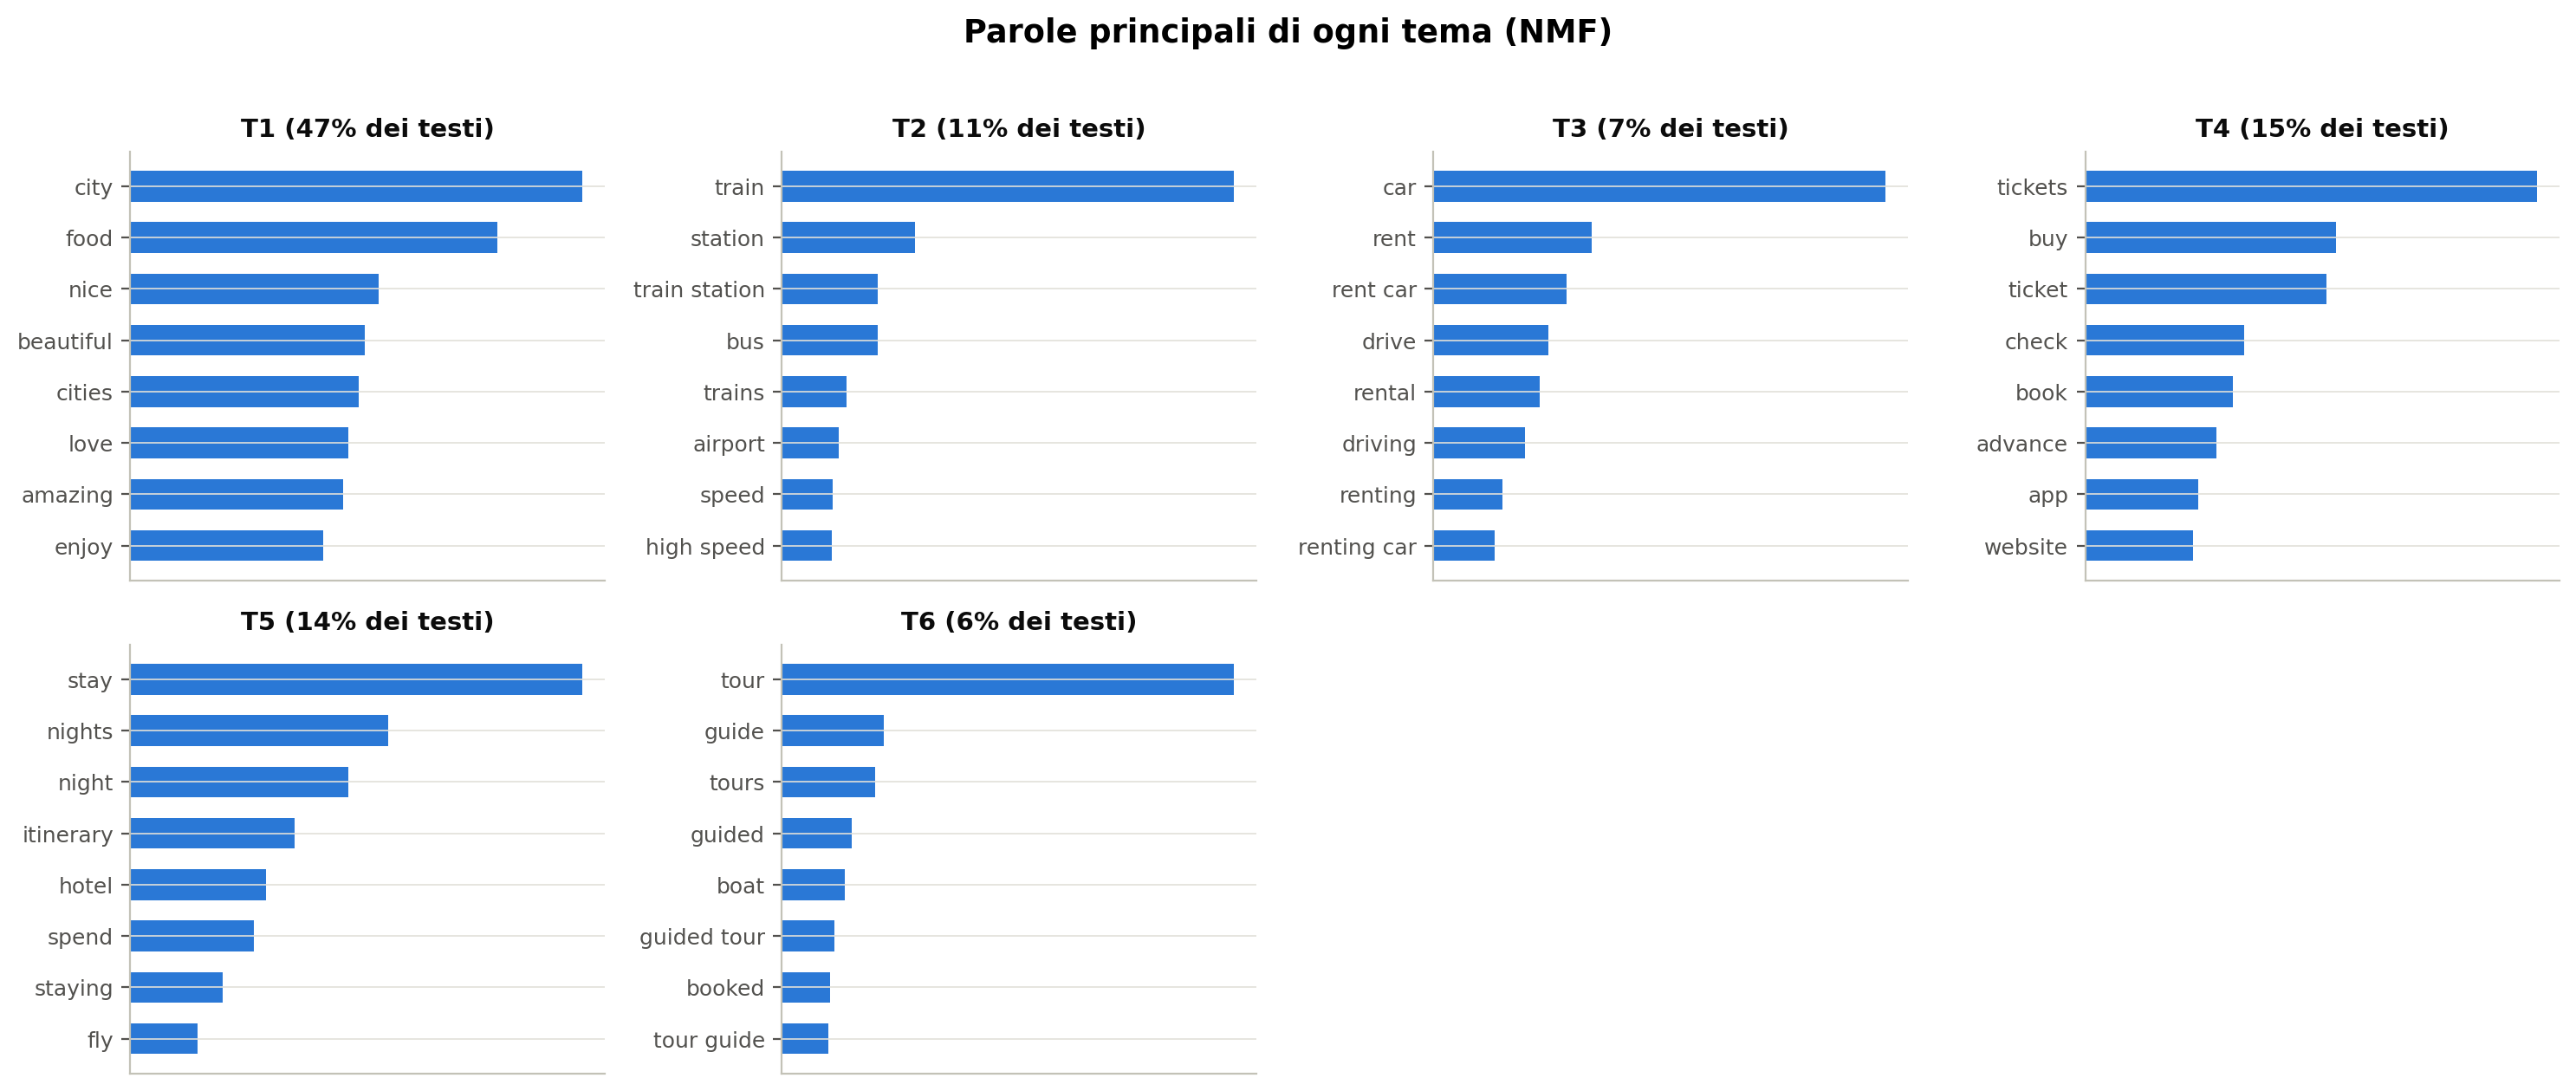 Parole principali di ogni tema (NMF)
T1 (47% dei testi)
city
food
nice
beautiful
cities
love
amazing
enjoy
T2 (11% dei testi)
train
station
train station
bus
trains
airport
speed
high speed
T3 (7% dei testi)
car
rent
rent car
drive
rental
driving
renting
renting car
T4 (15% dei testi)
tickets
buy
ticket
check
book
advance
app
website
T5 (14% dei testi)
stay
nights
night
itinerary
hotel
spend
staying
fly
T6 (6% dei testi)
tour
guide
tours
guided
boat
guided tour
booked
tour guide